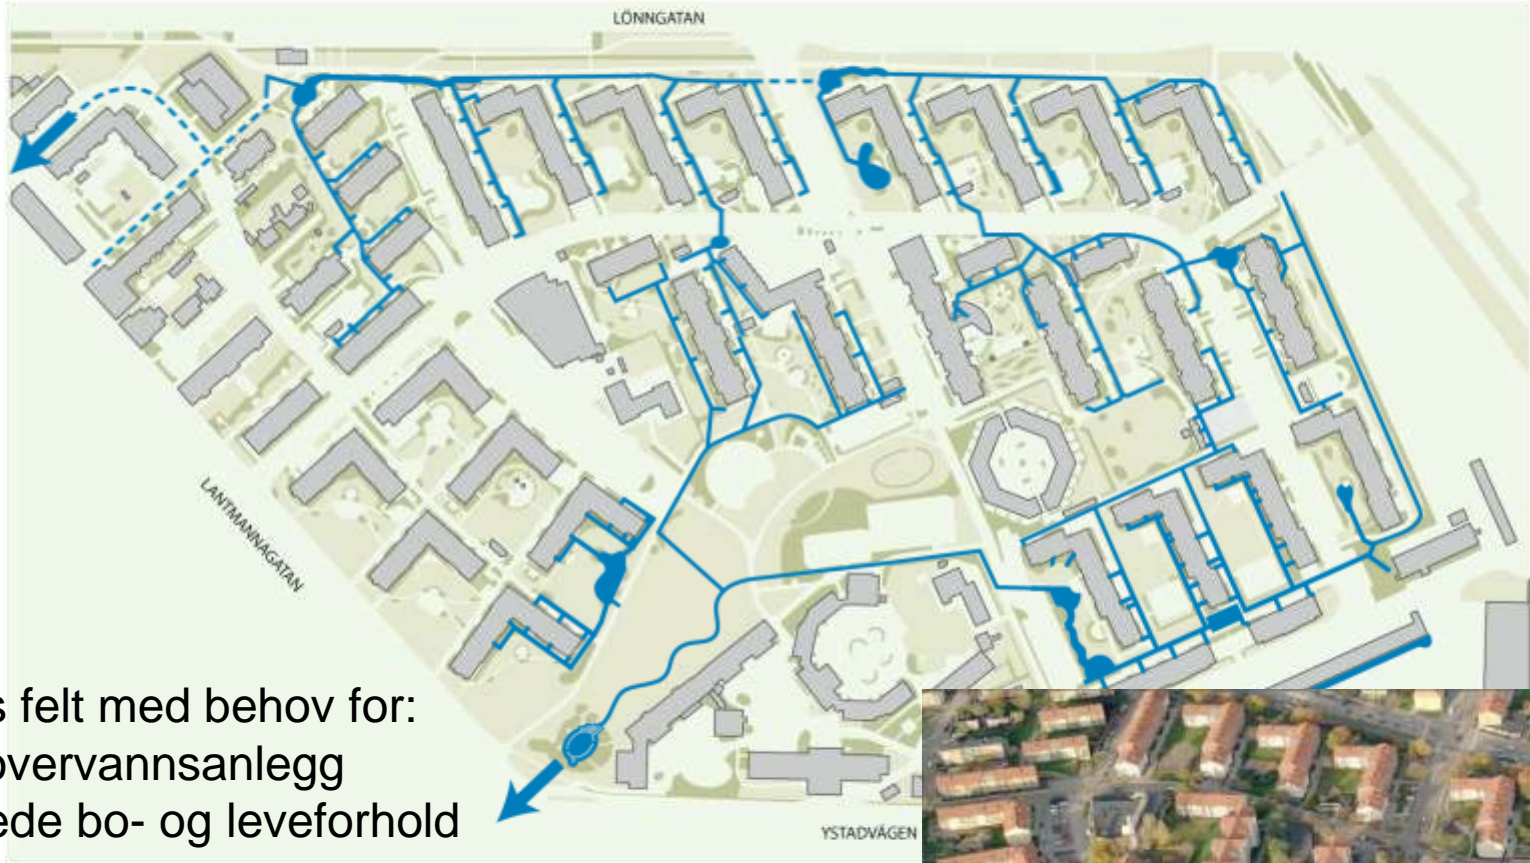 LÖNNGATAN
LANTMANNAGATAN
s felt med behov for:
overvannsanlegg
ede bo- og leveforhold
YSTADVÄGEN